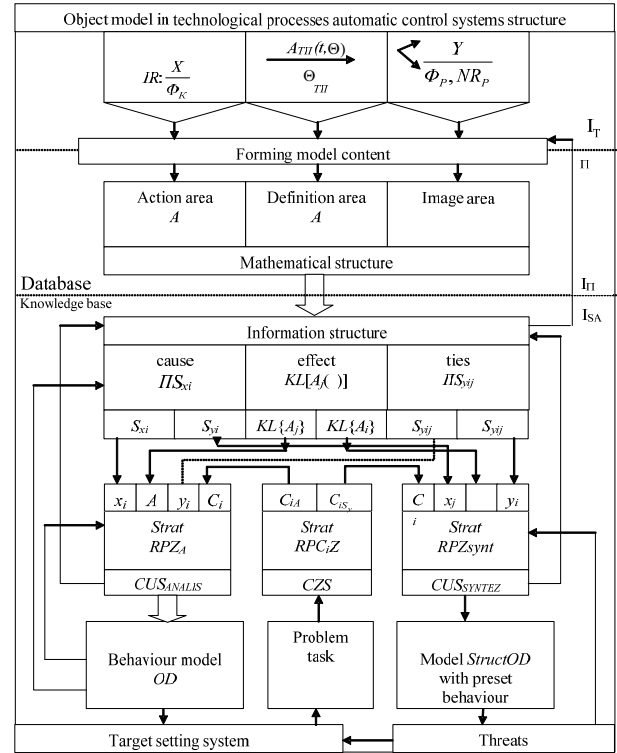 Object model in technological processes automatic control systems structure
IR: X / Φ_K
A_ТП (t,Θ)
Θ_ТП
Y / Φ_P, NR_P
I_T
Forming model content
П
Action area
A
Definition area
A
Image area
Mathematical structure
Database
I_П
Knowledge base
I_SA
Information structure
cause
ПS_xi
effect
KL[A_j( )]
ties
ПS_yij
S_xi S_yi KL{A_j} KL{A_i} S_yij S_yij
x_i A y_i C_i
C_iA C_iS_y
C i x_j y_i
Strat
RPZ_A
Strat
RPC_iZ
Strat
RPZsynt
CUS_ANALIS
CZS
CUS_SYNTEZ
Behaviour model
OD
Problem
task
Model StructOD
with preset
behaviour
Target setting system
Threats